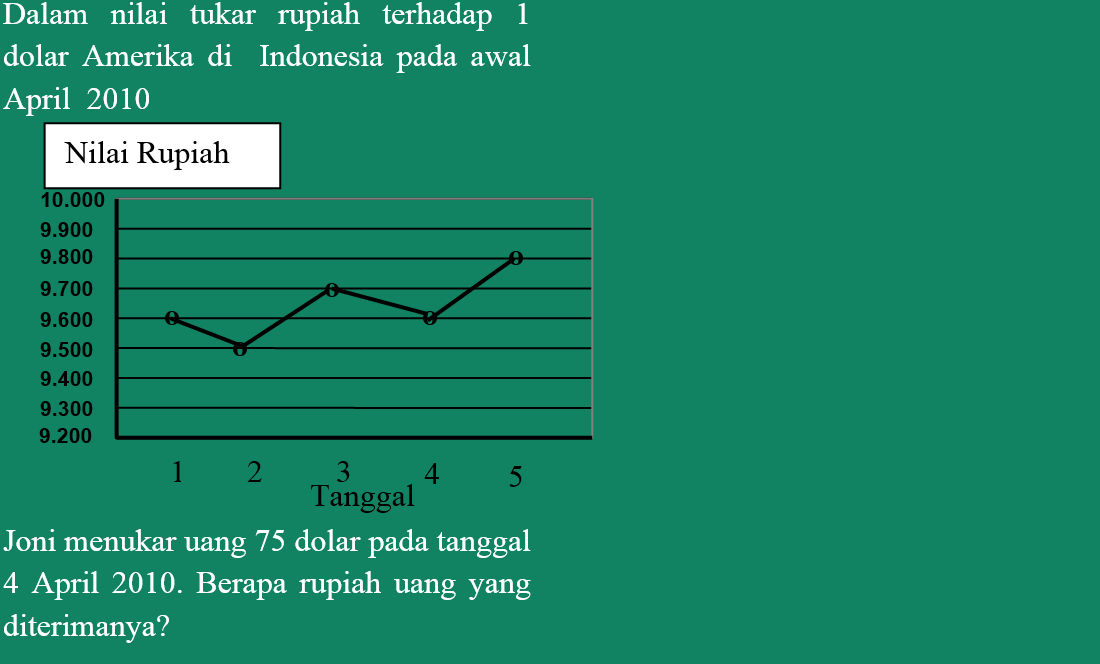 Dalam nilai tukar rupiah terhadap 1
dolar Amerika di Indonesia pada awal
April 2010
Nilai Rupiah
10.000
9.900
9.800
9.700
9.600
9.500
9.400
9.300
9.200
1 2 3 4 5
Tanggal
Joni menukar uang 75 dolar pada tanggal
4 April 2010. Berapa rupiah uang yang
diterimanya?